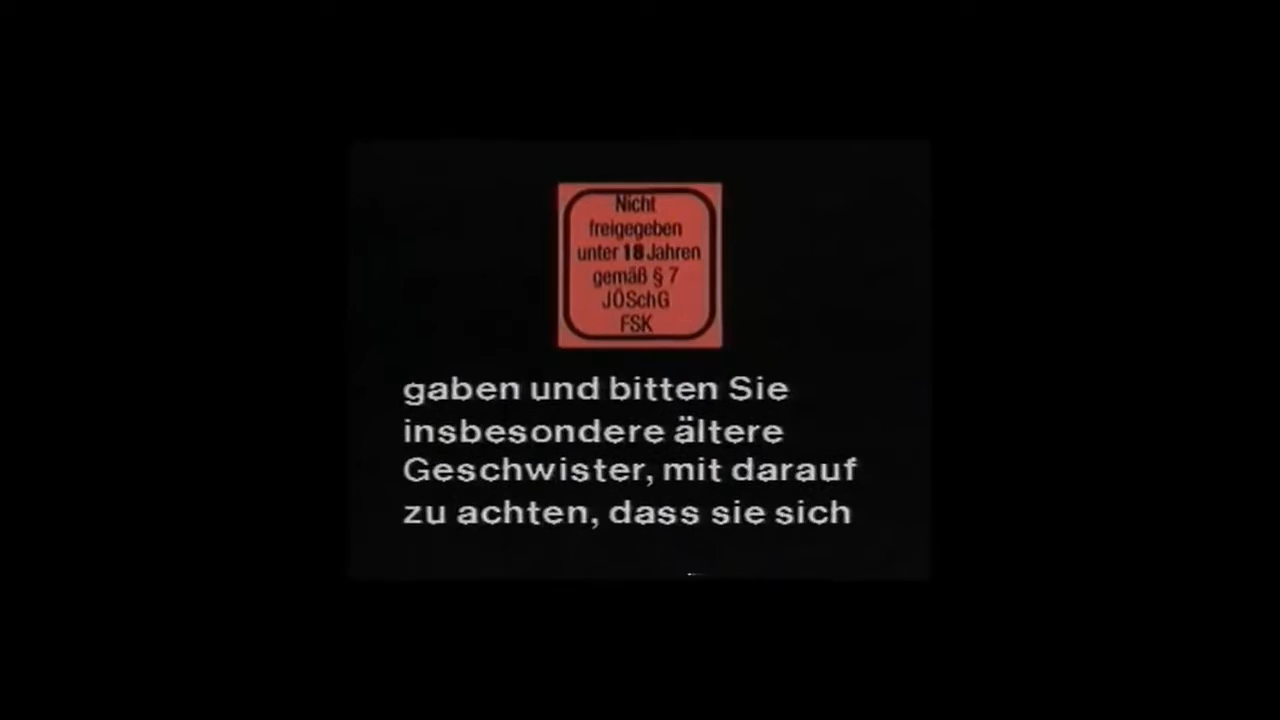 Nicht
freigegeben
unter 18 Jahren
gemäß § 7
JÖSchG
FSK
gaben und bitten Sie
insbesondere ältere
Geschwister, mit darauf
zu achten, dass sie sich